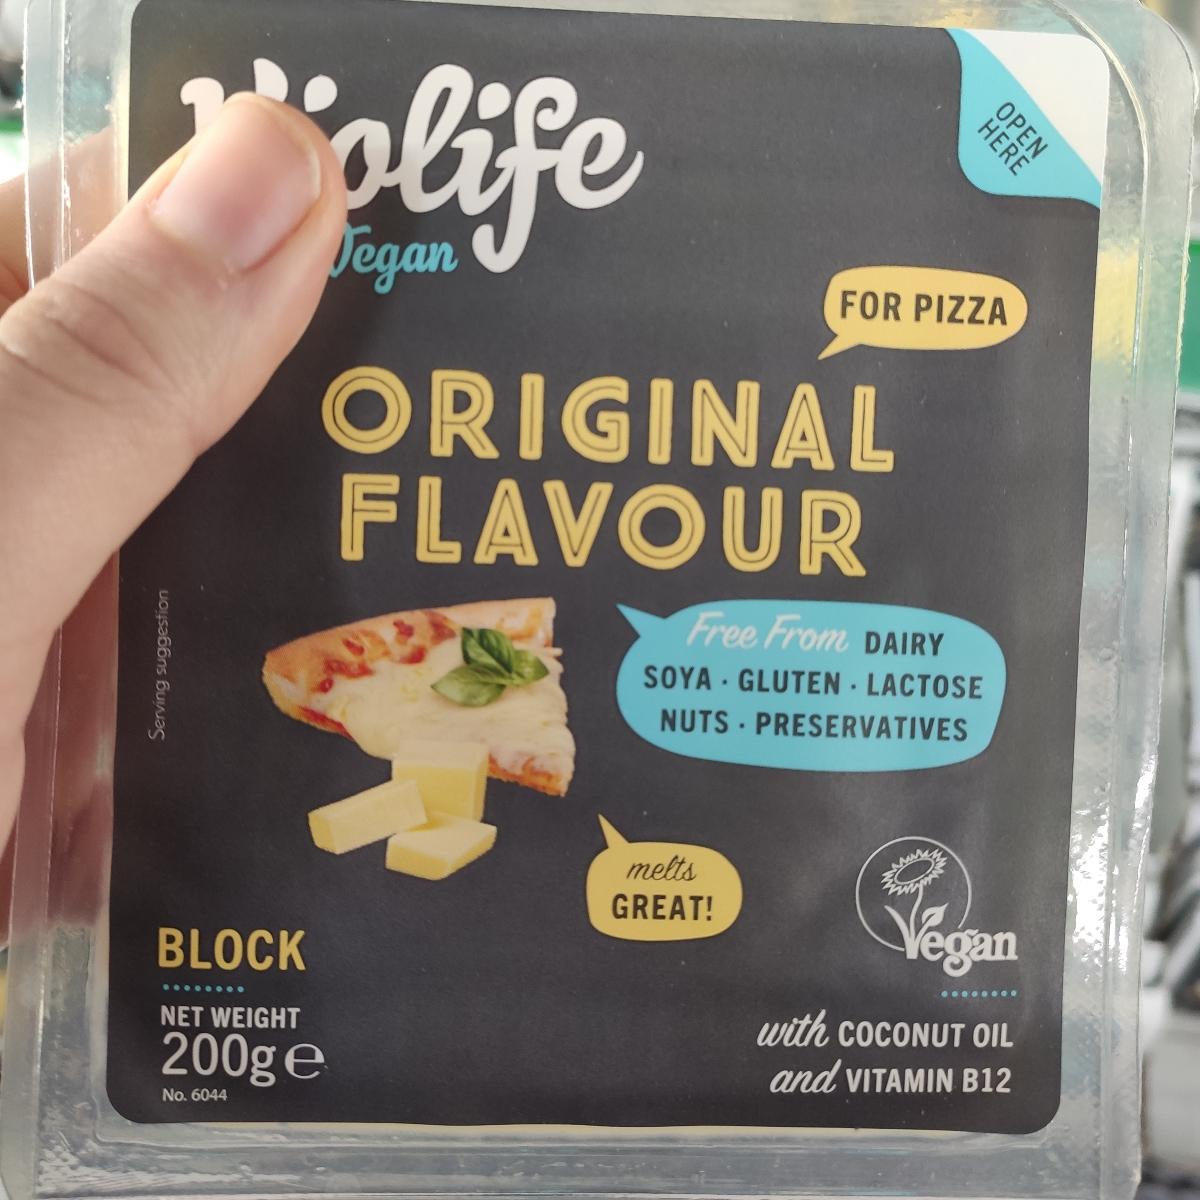 Violife
Vegan
OPEN
HERE
FOR PIZZA
ORIGINAL
FLAVOUR
Serving suggestion
Free From DAIRY
SOYA · GLUTEN · LACTOSE
NUTS · PRESERVATIVES
melts
GREAT!
BLOCK
NET WEIGHT
200g ℮
No. 6044
Vegan
with COCONUT OIL
and VITAMIN B12